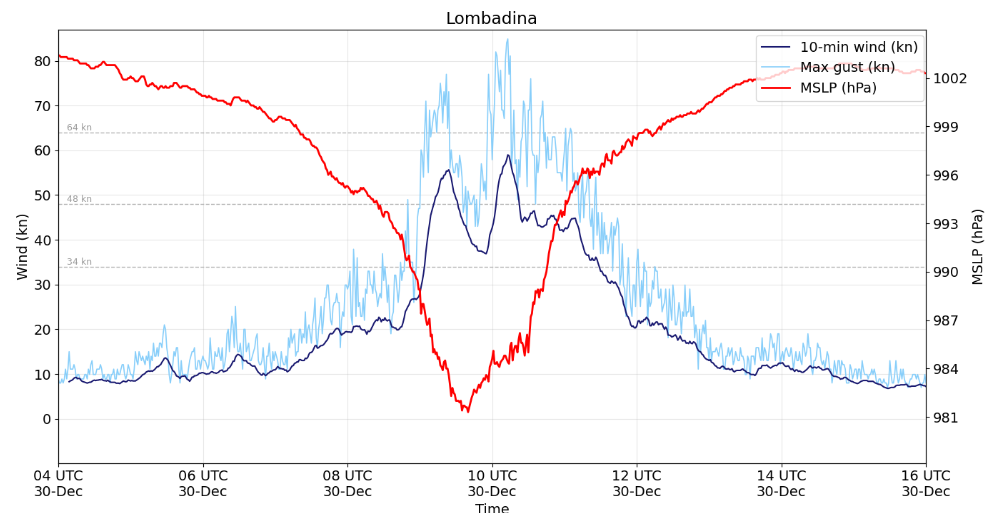 Lombadina
80
70
60
50
40
30
20
10
0
Wind (kn)
64 kn
48 kn
34 kn
10-min wind (kn)
Max gust (kn)
MSLP (hPa)
1002
999
996
993
990
987
984
981
MSLP (hPa)
04 UTC 06 UTC 08 UTC 10 UTC 12 UTC 14 UTC 16 UTC
30-Dec 30-Dec 30-Dec 30-Dec 30-Dec 30-Dec 30-Dec
Time